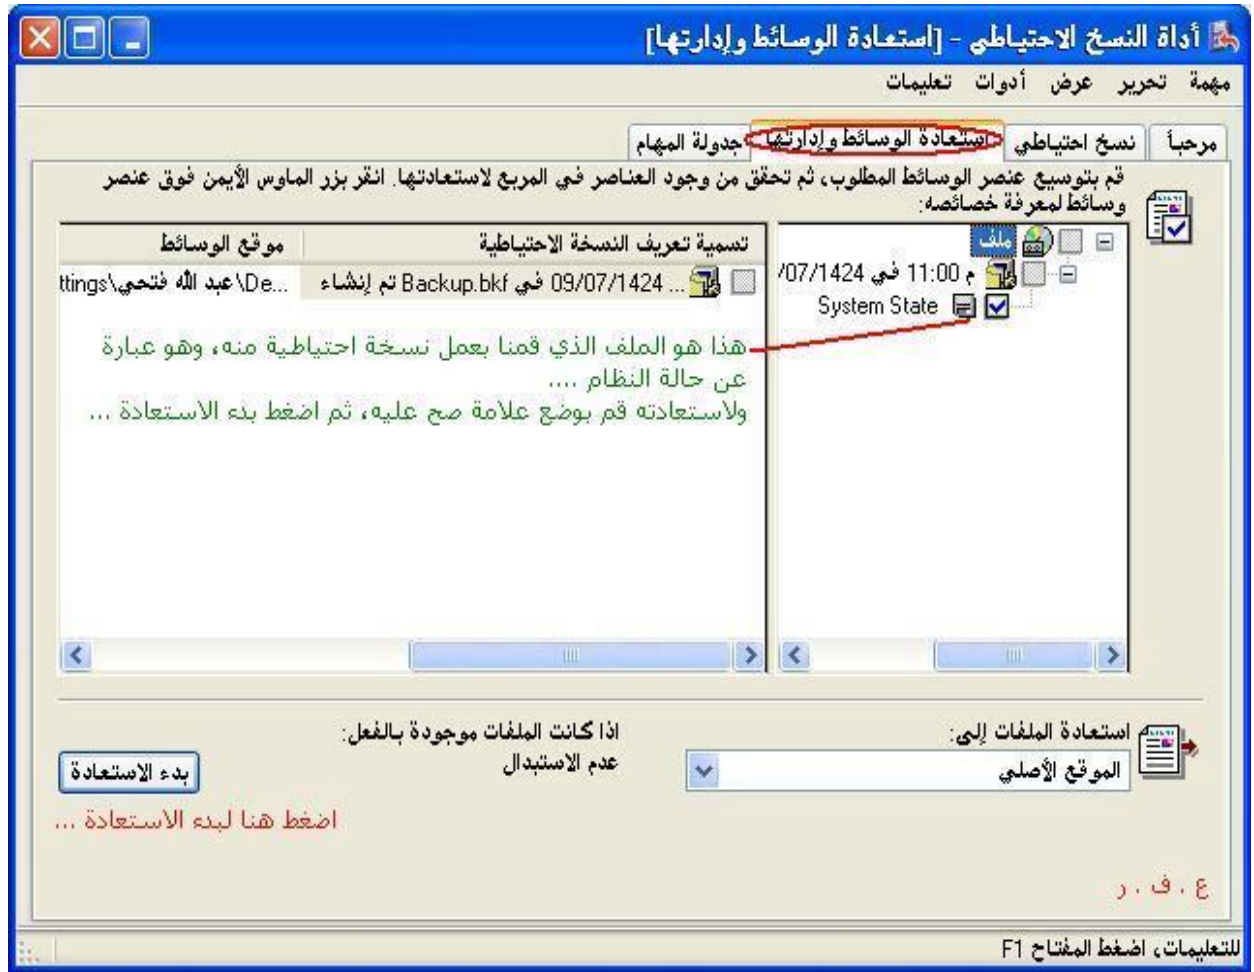 أداة النسخ الاحتياطي - [استعادة الوسائط وإدارتها]
مهمة تحرير عرض أدوات تعليمات
مرحباً نسخ احتياطي استعادة الوسائط وإدارتها جدولة المهام
قم بتوسيع عنصر الوسائط المطلوب، ثم تحقق من وجود العناصر في المربع لاستعادتها. انقر بزر الماوس الأيمن فوق عنصر
وسائط لمعرفة خصائصه:
ملف
م 11:00 في 07/1424/
System State
تسمية تعريف النسخة الاحتياطية موقع الوسائط
... 09/07/1424 في Backup.bkf تم إنشاء ...De\عبد الله فتحي\ttings
هذا هو الملف الذي قمنا بعمل نسخة احتياطية منه، وهو عبارة
عن حالة النظام ....
ولاستعادته قم بوضع علامة صح عليه، ثم اضغط بدء الاستعادة ...
استعادة الملفات إلى:
الموقع الأصلي
اذا كانت الملفات موجودة بالفعل:
عدم الاستبدال
بدء الاستعادة
اضغط هنا لبدء الاستعادة ...
ع . ف . ر
للتعليمات، اضغط المفتاح F1